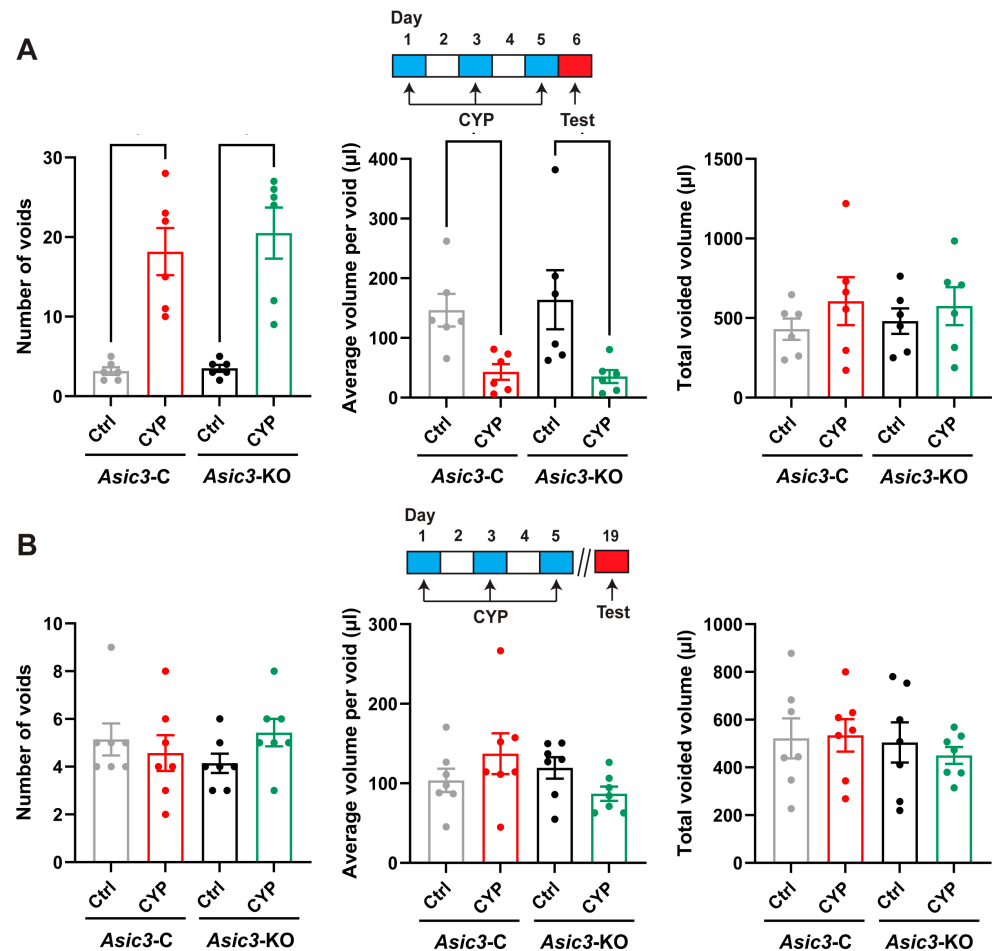 A
Day
1 2 3 4 5 6
CYP Test
Number of voids
30
20
10
0
Ctrl CYP Ctrl CYP
Asic3-C Asic3-KO
Average volume per void (μl)
400
300
200
100
0
Ctrl CYP Ctrl CYP
Asic3-C Asic3-KO
Total voided volume (μl)
1500
1000
500
0
Ctrl CYP Ctrl CYP
Asic3-C Asic3-KO
B
Day
1 2 3 4 5 19
CYP Test
Number of voids
8
6
4
2
0
Ctrl CYP Ctrl CYP
Asic3-C Asic3-KO
Average volume per void (μl)
300
200
100
0
Ctrl CYP Ctrl CYP
Asic3-C Asic3-KO
Total voided volume (μl)
1000
800
600
400
200
0
Ctrl CYP Ctrl CYP
Asic3-C Asic3-KO